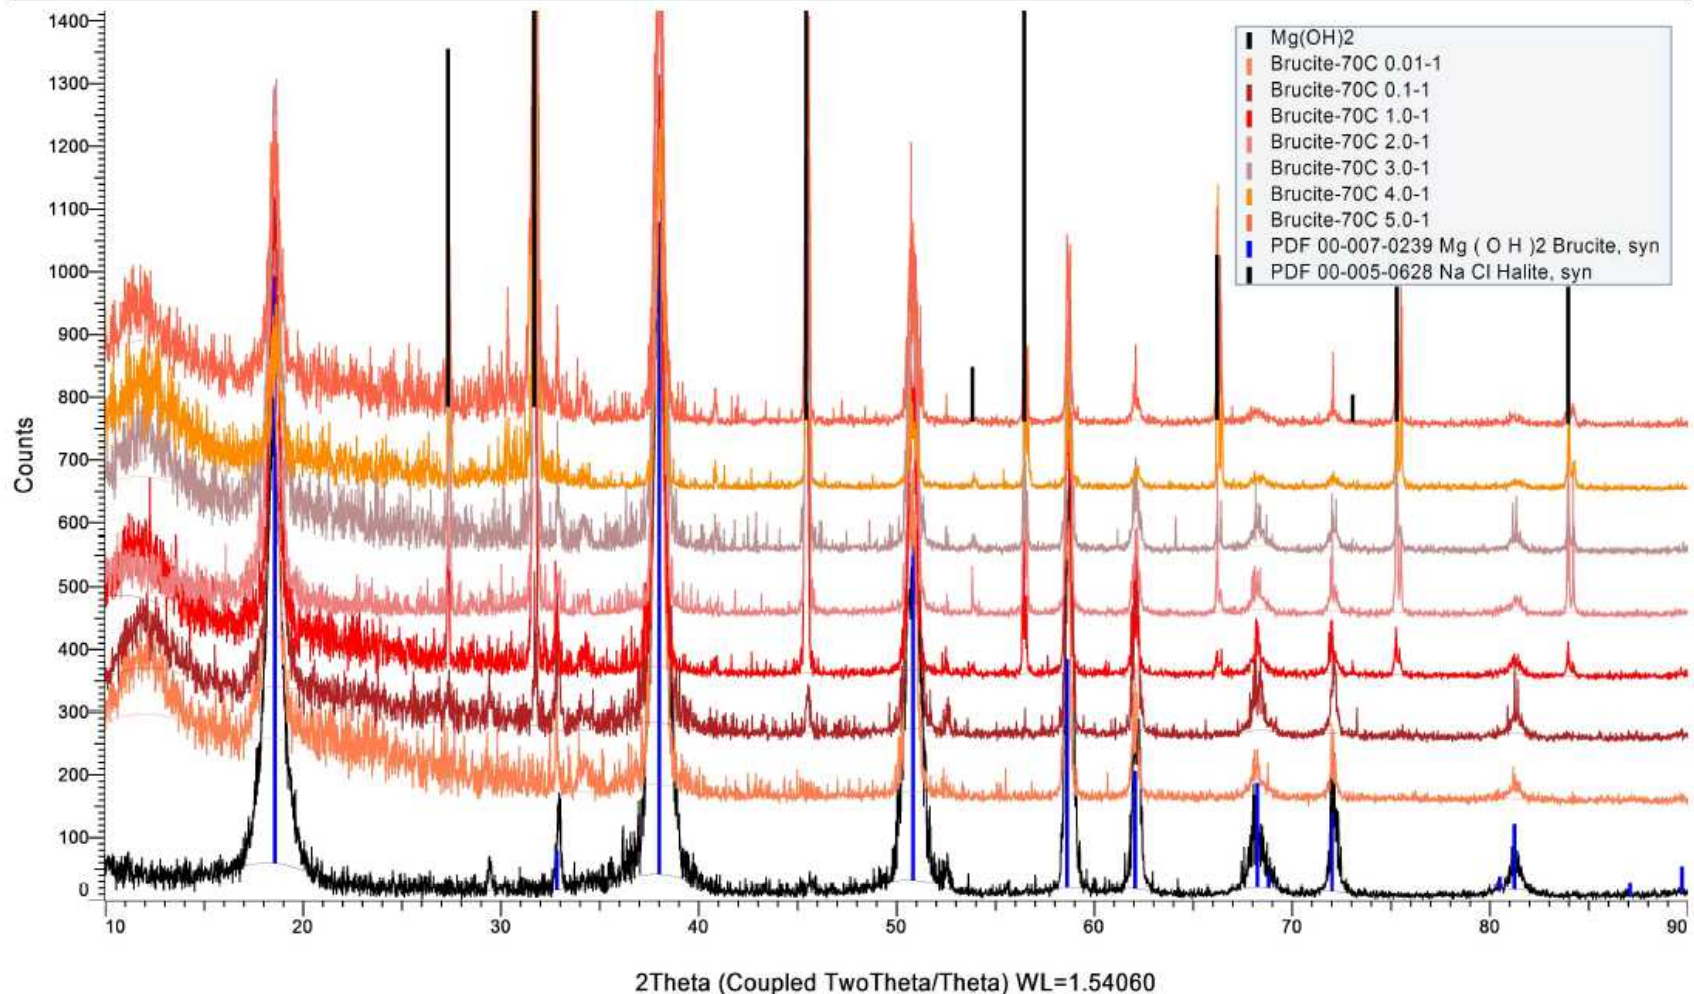 1400
1300
1200
1100
1000
900
800
700
600
500
400
300
200
100
0
Counts
Mg(OH)2
Brucite-70C 0.01-1
Brucite-70C 0.1-1
Brucite-70C 1.0-1
Brucite-70C 2.0-1
Brucite-70C 3.0-1
Brucite-70C 4.0-1
Brucite-70C 5.0-1
PDF 00-007-0239 Mg ( O H )2 Brucite, syn
PDF 00-005-0628 Na Cl Halite, syn
10 20 30 40 50 60 70 80 90
2Theta (Coupled TwoTheta/Theta) WL=1.54060